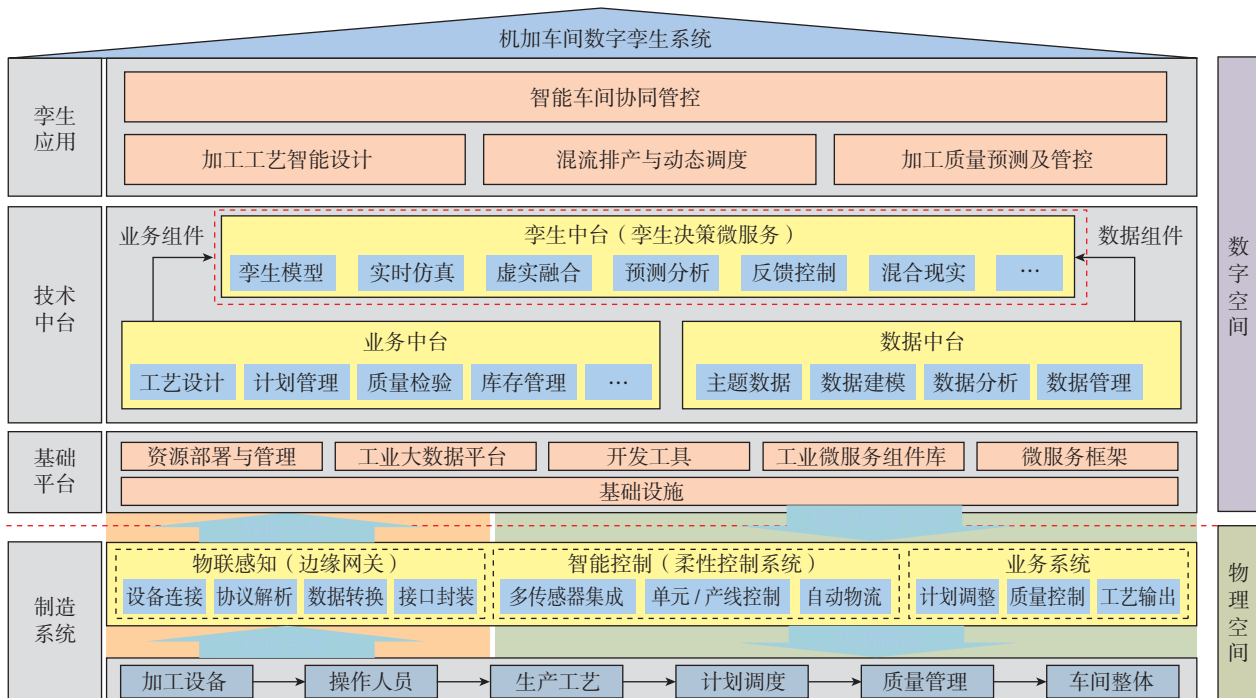 机加车间数字孪生系统
孪生
应用
智能车间协同管控
加工工艺智能设计
混流排产与动态调度
加工质量预测及管控
技术
中台
业务组件
孪生中台（孪生决策微服务）
数据组件
孪生模型
实时仿真
虚实融合
预测分析
反馈控制
混合现实
…
业务中台
工艺设计
计划管理
质量检验
库存管理
…
数据中台
主题数据
数据建模
数据分析
数据管理
基础
平台
资源部署与管理
工业大数据平台
开发工具
工业微服务组件库
微服务框架
基础设施
数字空间
制造
系统
物联感知（边缘网关）
设备连接
协议解析
数据转换
接口封装
智能控制（柔性控制系统）
多传感器集成
单元 / 产线控制
自动物流
业务系统
计划调整
质量控制
工艺输出
加工设备
操作人员
生产工艺
计划调度
质量管理
车间整体
物理空间